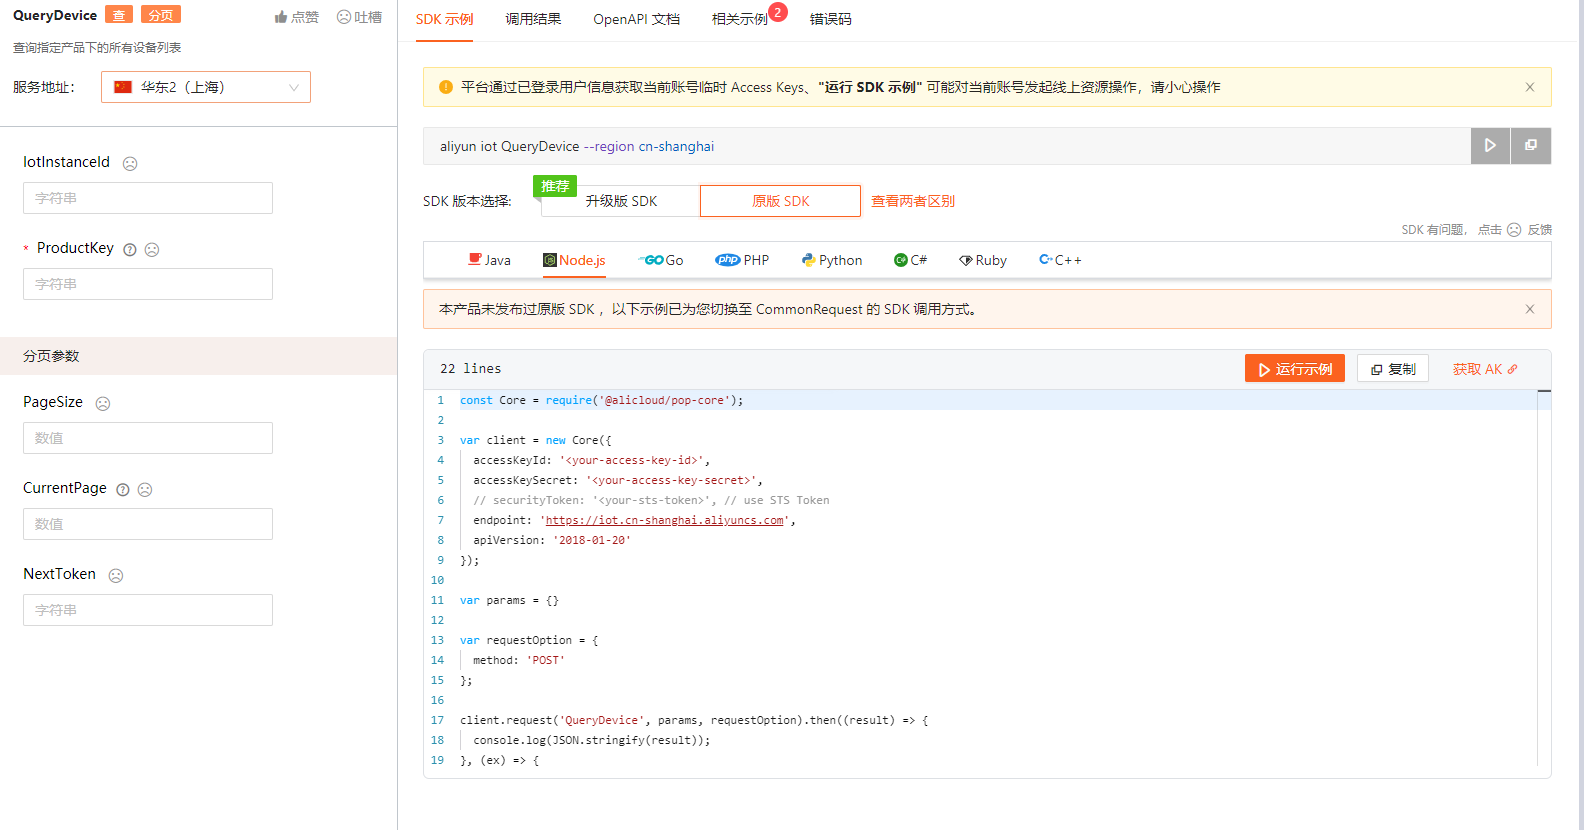 QueryDevice 查 分页 点赞 吐槽
查询指定产品下的所有设备列表
服务地址： 华东2（上海）
IotInstanceId
字符串
* ProductKey
字符串
分页参数
PageSize
数值
CurrentPage
数值
NextToken
字符串
SDK 示例 调用结果 OpenAPI 文档 相关示例 2 错误码
平台通过已登录用户信息获取当前账号临时 Access Keys、"运行 SDK 示例" 可能对当前账号发起线上资源操作，请小心操作
aliyun iot QueryDevice --region cn-shanghai
SDK 版本选择: 推荐 升级版 SDK 原版 SDK 查看两者区别
SDK 有问题， 点击 反馈
Java Node.js GO Go php PHP Python C# C# Ruby C++ C++
本产品未发布过原版 SDK ，以下示例已为您切换至 CommonRequest 的 SDK 调用方式。
22 lines 运行示例 复制 获取 AK
1 const Core = require('@alicloud/pop-core');
2
3 var client = new Core({
4 accessKeyId: '<your-access-key-id>',
5 accessKeySecret: '<your-access-key-secret>',
6 // securityToken: '<your-sts-token>', // use STS Token
7 endpoint: 'https://iot.cn-shanghai.aliyuncs.com',
8 apiVersion: '2018-01-20'
9 });
10
11 var params = {}
12
13 var requestOption = {
14 method: 'POST'
15 };
16
17 client.request('QueryDevice', params, requestOption).then((result) => {
18 console.log(JSON.stringify(result));
19 }, (ex) => {